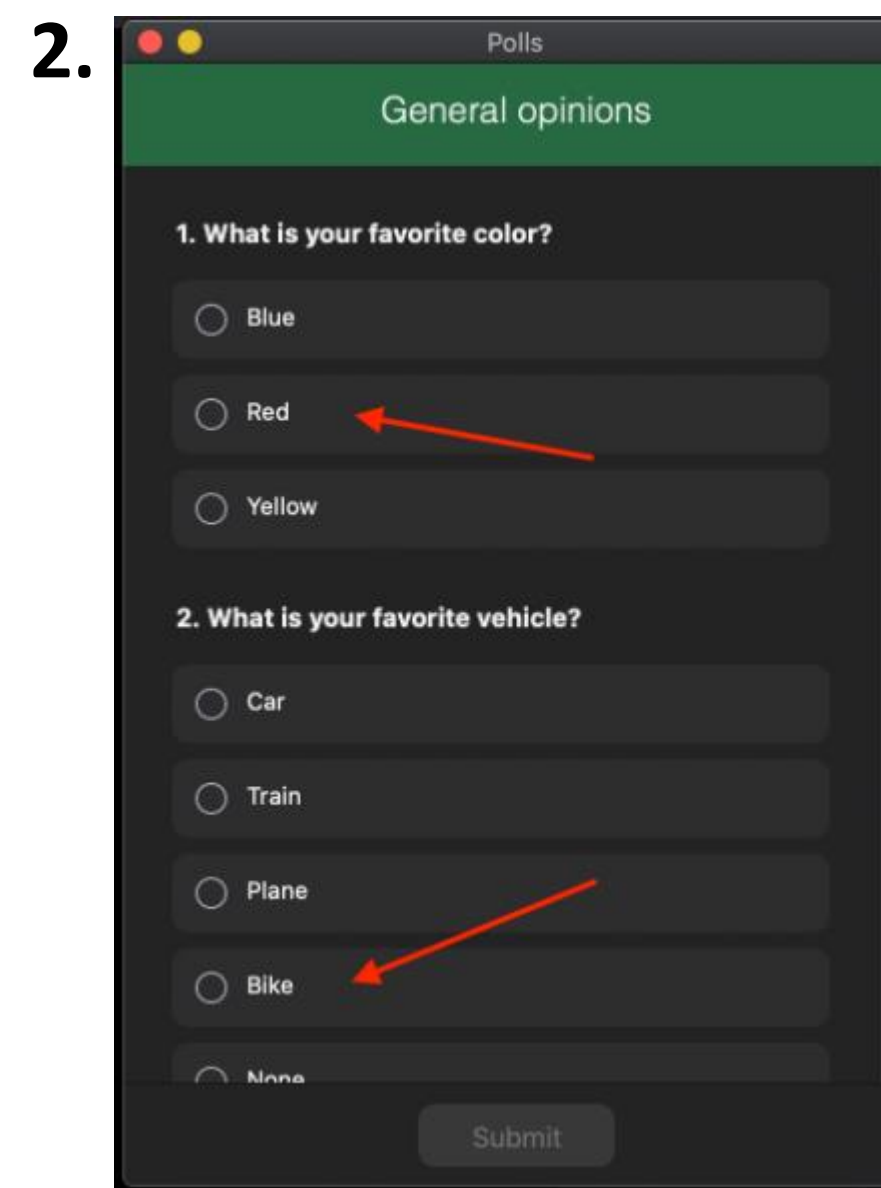 2.
Polls
General opinions
1. What is your favorite color?
Blue
Red
Yellow
2. What is your favorite vehicle?
Car
Train
Plane
Bike
None
Submit